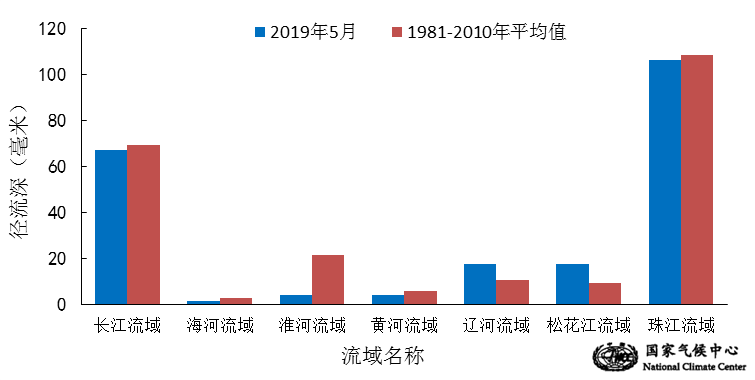 2019年5月 1981-2010年平均值
径流深（毫米）
120
100
80
60
40
20
0
长江流域 海河流域 淮河流域 黄河流域 辽河流域 松花江流域 珠江流域
流域名称
国家气候中心
National Climate Center